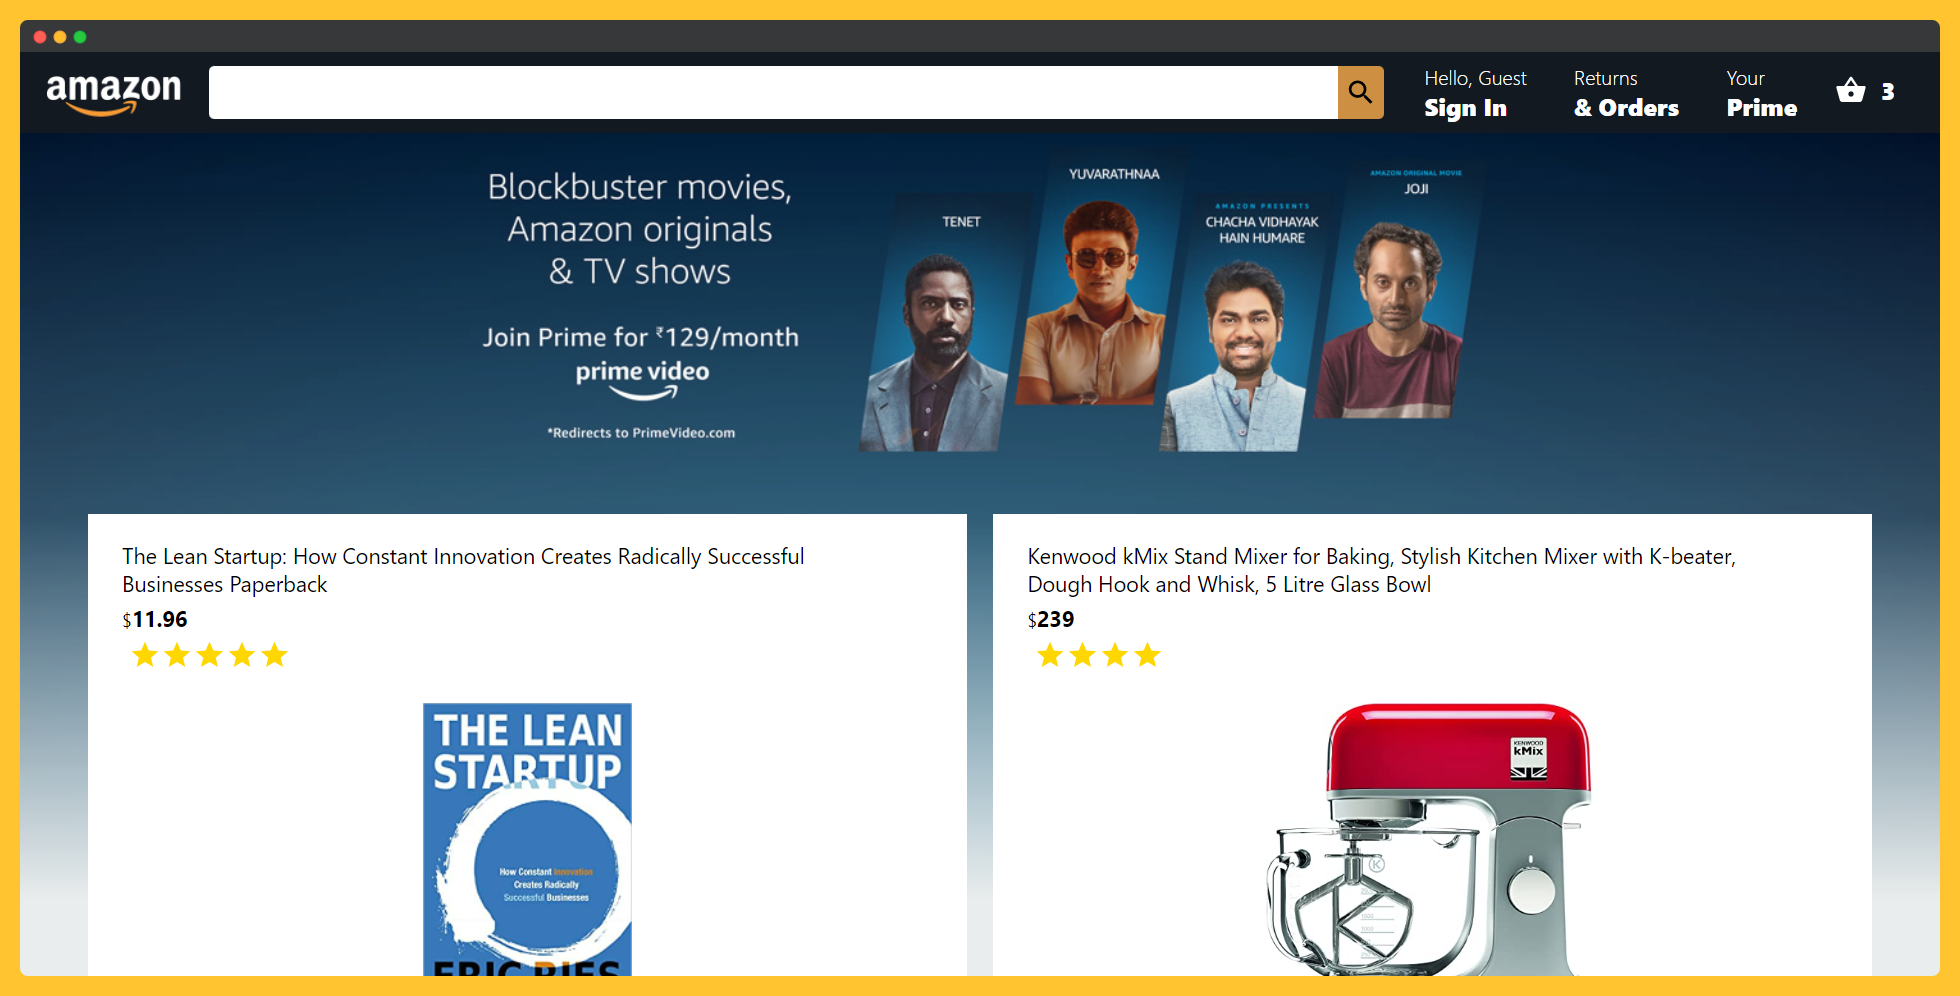 amazon
Hello, Guest
Sign In
Returns
& Orders
Your
Prime
3
Blockbuster movies,
Amazon originals
& TV shows
Join Prime for ₹129/month
prime video
*Redirects to PrimeVideo.com
TENET
YUVARATHNAA
AMAZON PRESENTS
CHACHA VIDHAYAK
HAIN HUMARE
AMAZON ORIGINAL MOVIE
JOJI
The Lean Startup: How Constant Innovation Creates Radically Successful
Businesses Paperback
$11.96
THE LEAN
STARTUP
How Constant Innovation
Creates Radically
Successful Businesses
ERIC RIES
Kenwood kMix Stand Mixer for Baking, Stylish Kitchen Mixer with K-beater,
Dough Hook and Whisk, 5 Litre Glass Bowl
$239
KENWOOD
kMix
K
1500
1000